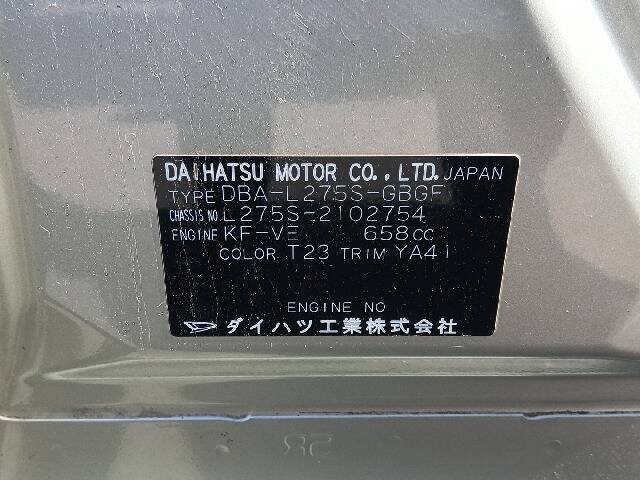 DAIHATSU MOTOR CO., LTD. JAPAN
TYPE DBA-L275S-GBGF
CHASSIS NO L275S-2102754
ENGINE KF-VE 658CC
COLOR T23 TRIM YA41
ENGINE NO
ダイハツ工業株式会社